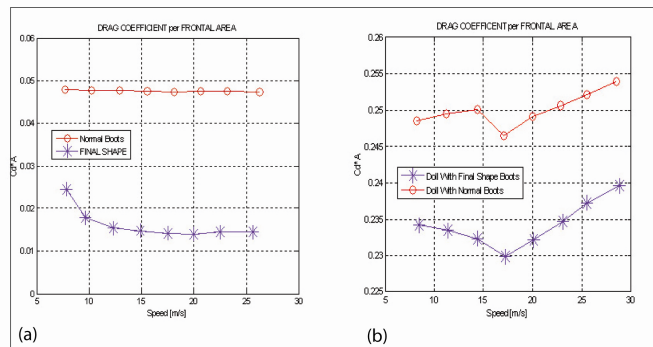 DRAG COEFFICIENT per FRONTAL AREA
0.06
0.05
0.04
0.03
0.02
0.01
0
Cd* A
Normal Boots
FINAL SHAPE
5
10
15
20
25
30
Speed [m/s]
(a)
DRAG COEFFICENT per FRONTAL AREA
0.26
0.255
0.25
0.245
0.24
0.235
0.23
0.225
Cd* A
Doll With Final Shape Boots
Doll With Normal Boots
5
10
15
20
25
30
Speed [m/s]
(b)